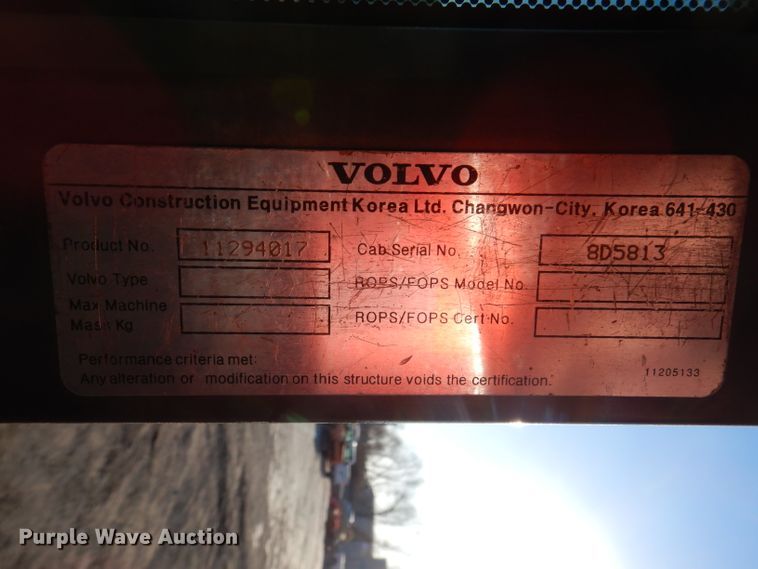 VOLVO
Volvo Construction Equipment Korea Ltd. Changwon-City, Korea 641-430
Product No. 11294017 Cab Serial No. 8D5813
Volvo Type ROPS/FOPS Model No.
Max Machine
Mass Kg ROPS/FOPS Cert No.
Performance criteria met:
Any alteration or modification on this structure voids the certification.
11205133
Purple Wave Auction®